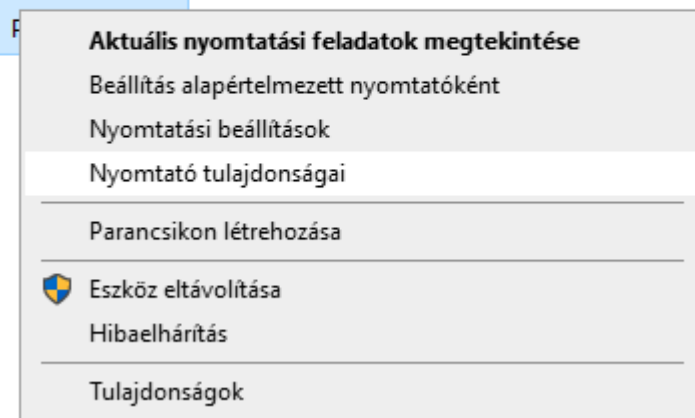 Aktuális nyomtatási feladatok megtekintése
Beállítás alapértelmezett nyomtatóként
Nyomtatási beállítások
Nyomtató tulajdonságai
Parancsikon létrehozása
Eszköz eltávolítása
Hibaelhárítás
Tulajdonságok